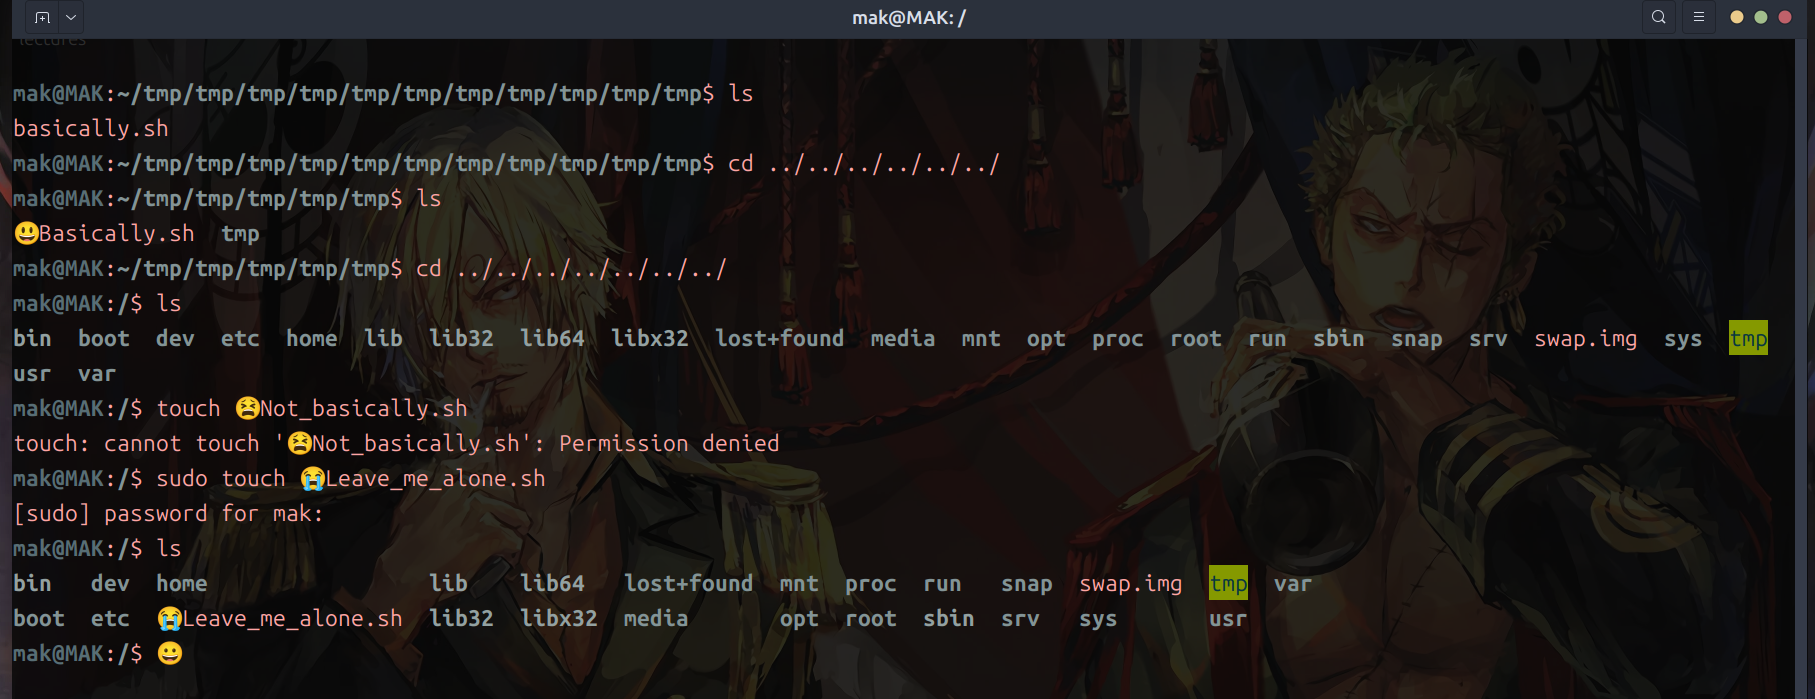 mak@MAK: /
lectures
mak@MAK:~/tmp/tmp/tmp/tmp/tmp/tmp/tmp/tmp/tmp/tmp/tmp$ ls
basically.sh
mak@MAK:~/tmp/tmp/tmp/tmp/tmp/tmp/tmp/tmp/tmp/tmp/tmp$ cd ../../../../../../
mak@MAK:~/tmp/tmp/tmp/tmp/tmp$ ls
😃Basically.sh  tmp
mak@MAK:~/tmp/tmp/tmp/tmp/tmp$ cd ../../../../../../../
mak@MAK:/$ ls
bin  boot  dev  etc  home  lib  lib32  lib64  libx32  lost+found  media  mnt  opt  proc  root  run  sbin  snap  srv  swap.img  sys  tmp
usr  var
mak@MAK:/$ touch 😫Not_basically.sh
touch: cannot touch '😫Not_basically.sh': Permission denied
mak@MAK:/$ sudo touch 😭Leave_me_alone.sh
[sudo] password for mak:
mak@MAK:/$ ls
bin   dev  home                 lib    lib64   lost+found  mnt  proc  run   snap  swap.img  tmp  var
boot  etc  😭Leave_me_alone.sh  lib32  libx32  media       opt  root  sbin  srv   sys       usr
mak@MAK:/$ 😀